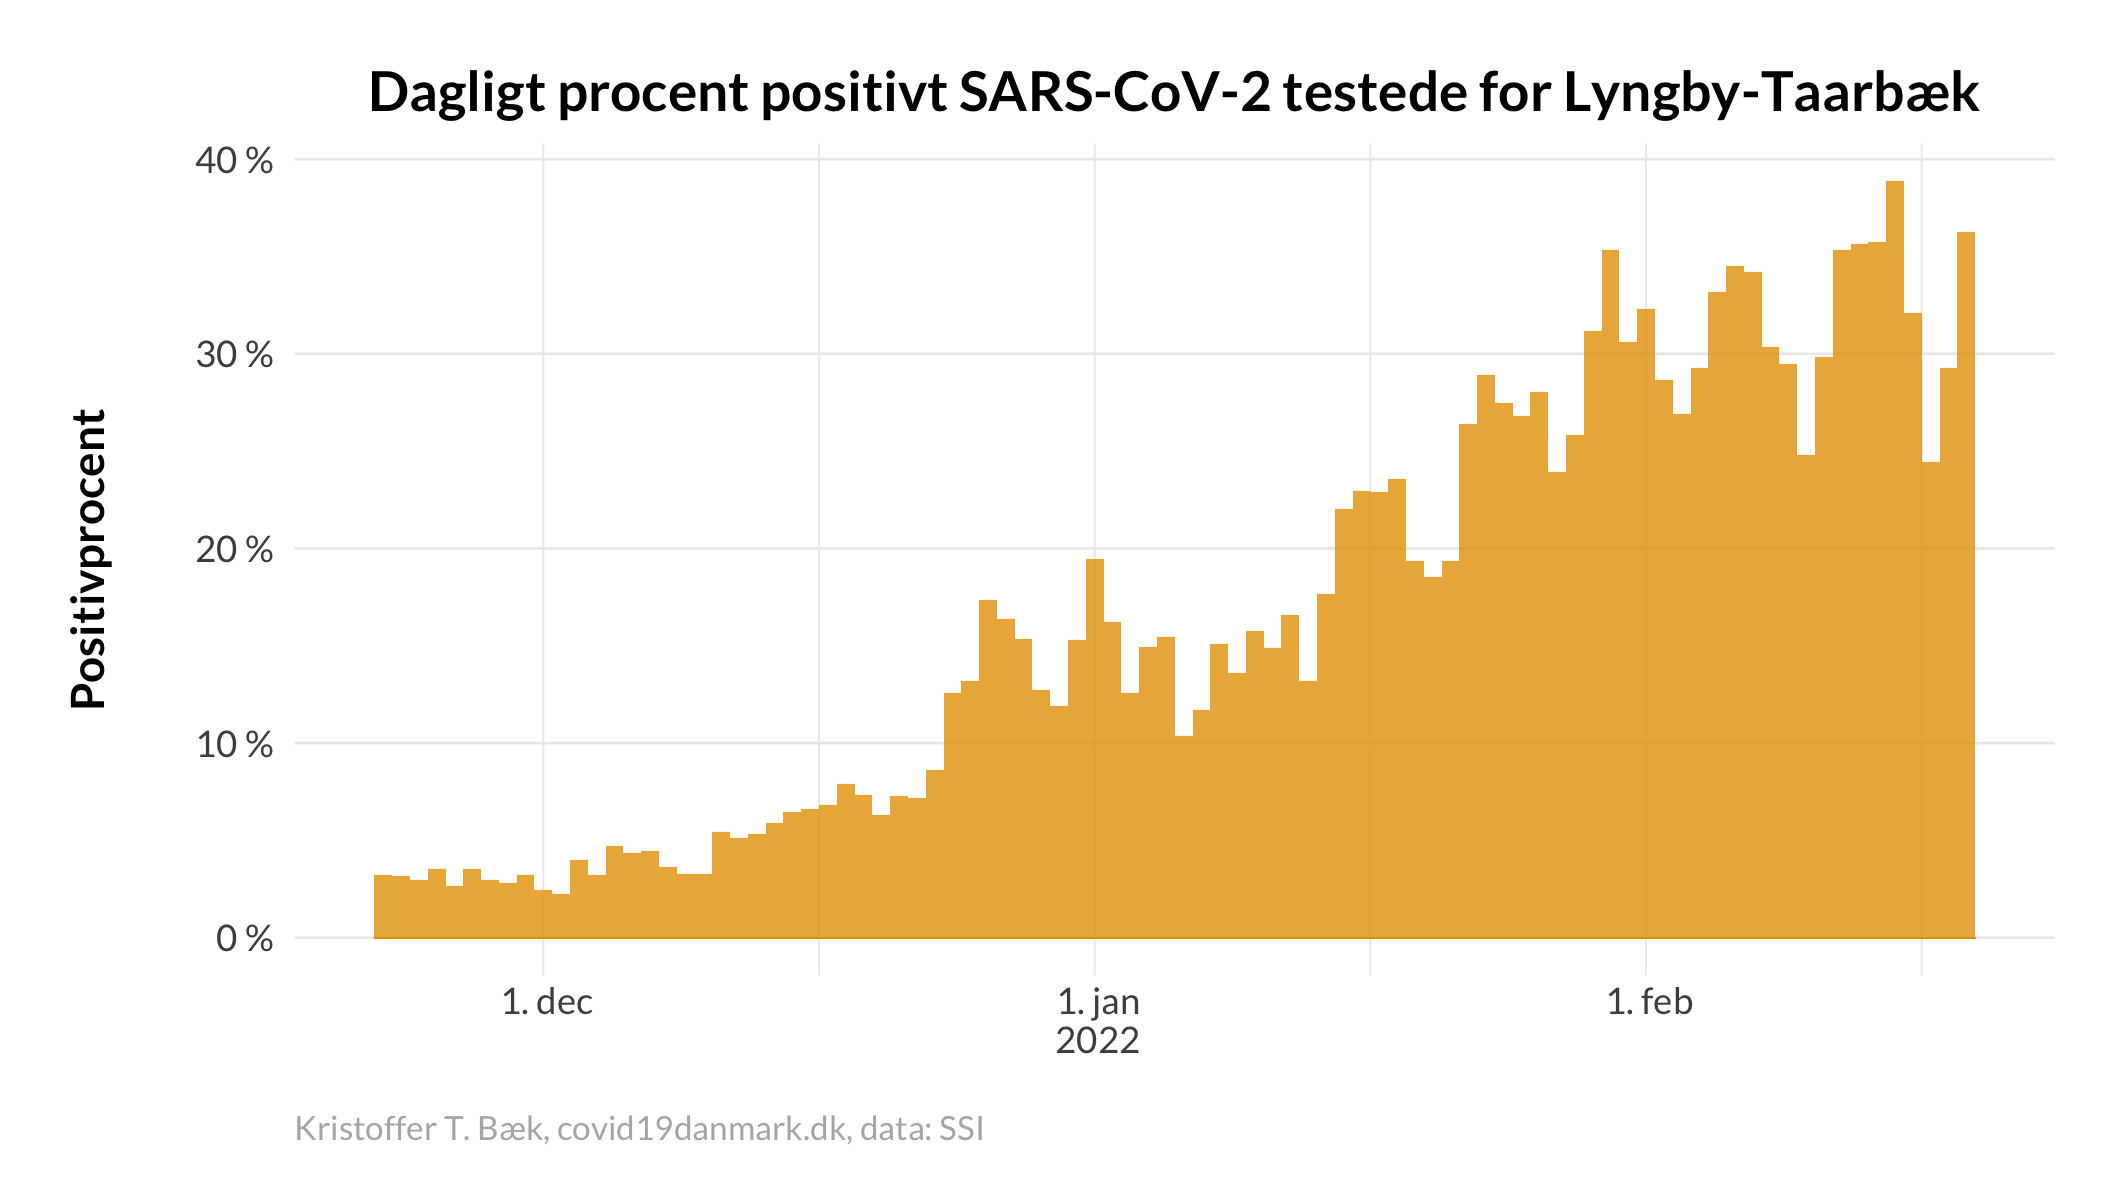 Dagligt procent positivt SARS-CoV-2 testede for Lyngby-Taarbæk
Positivprocent
40 %
30 %
20 %
10 %
0 %
1. dec
1. jan
2022
1. feb
Kristoffer T. Bæk, covid19danmark.dk, data: SSI